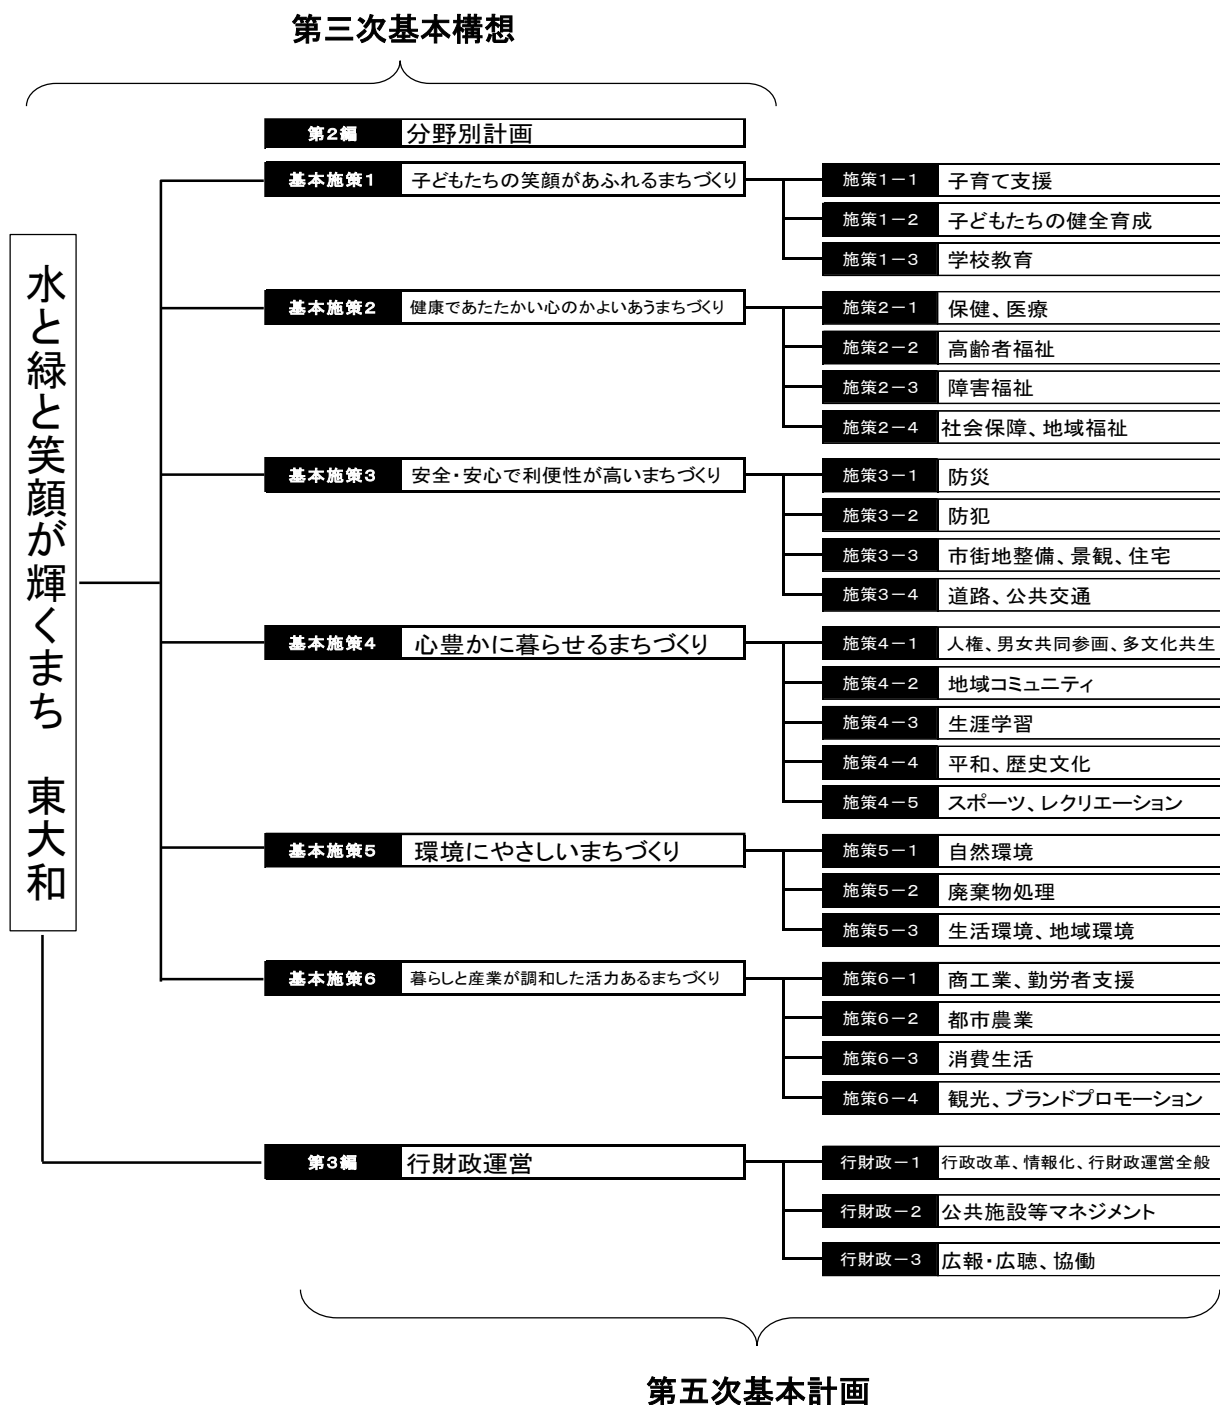 第三次基本構想
水と緑と笑顔が輝くまち　東大和
第2編 分野別計画
基本施策1 子どもたちの笑顔があふれるまちづくり
施策1－1 子育て支援
施策1－2 子どもたちの健全育成
施策1－3 学校教育
基本施策2 健康であたたかい心のかよいあうまちづくり
施策2－1 保健、医療
施策2－2 高齢者福祉
施策2－3 障害福祉
施策2－4 社会保障、地域福祉
基本施策3 安全・安心で利便性が高いまちづくり
施策3－1 防災
施策3－2 防犯
施策3－3 市街地整備、景観、住宅
施策3－4 道路、公共交通
基本施策4 心豊かに暮らせるまちづくり
施策4－1 人権、男女共同参画、多文化共生
施策4－2 地域コミュニティ
施策4－3 生涯学習
施策4－4 平和、歴史文化
施策4－5 スポーツ、レクリエーション
基本施策5 環境にやさしいまちづくり
施策5－1 自然環境
施策5－2 廃棄物処理
施策5－3 生活環境、地域環境
基本施策6 暮らしと産業が調和した活力あるまちづくり
施策6－1 商工業、勤労者支援
施策6－2 都市農業
施策6－3 消費生活
施策6－4 観光、ブランドプロモーション
第3編 行財政運営
行財政－1 行政改革、情報化、行財政運営全般
行財政－2 公共施設等マネジメント
行財政－3 広報・広聴、協働
第五次基本計画